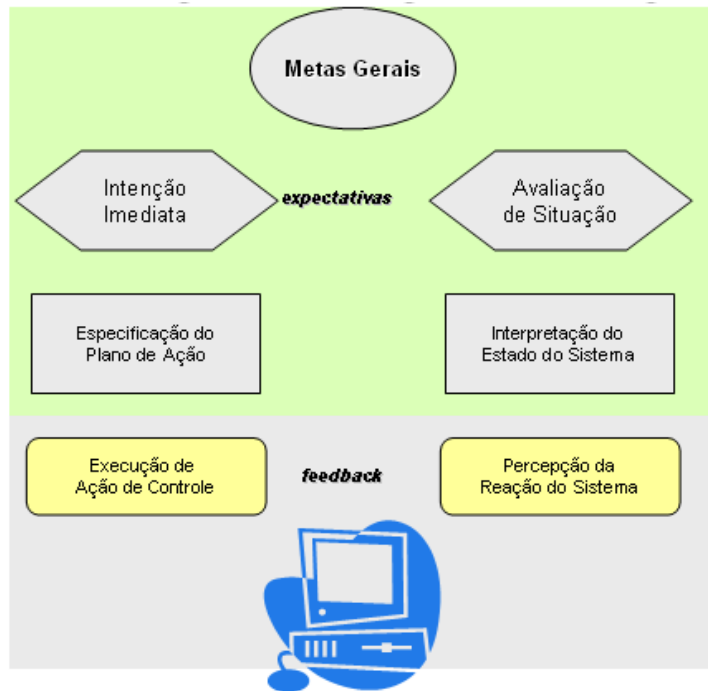 Metas Gerais
Intenção
Imediata
expectativas
Avaliação
de Situação
Especificação do
Plano de Ação
Interpretação do
Estado do Sistema
Execução de
Ação de Controle
feedback
Percepção da
Reação do Sistema